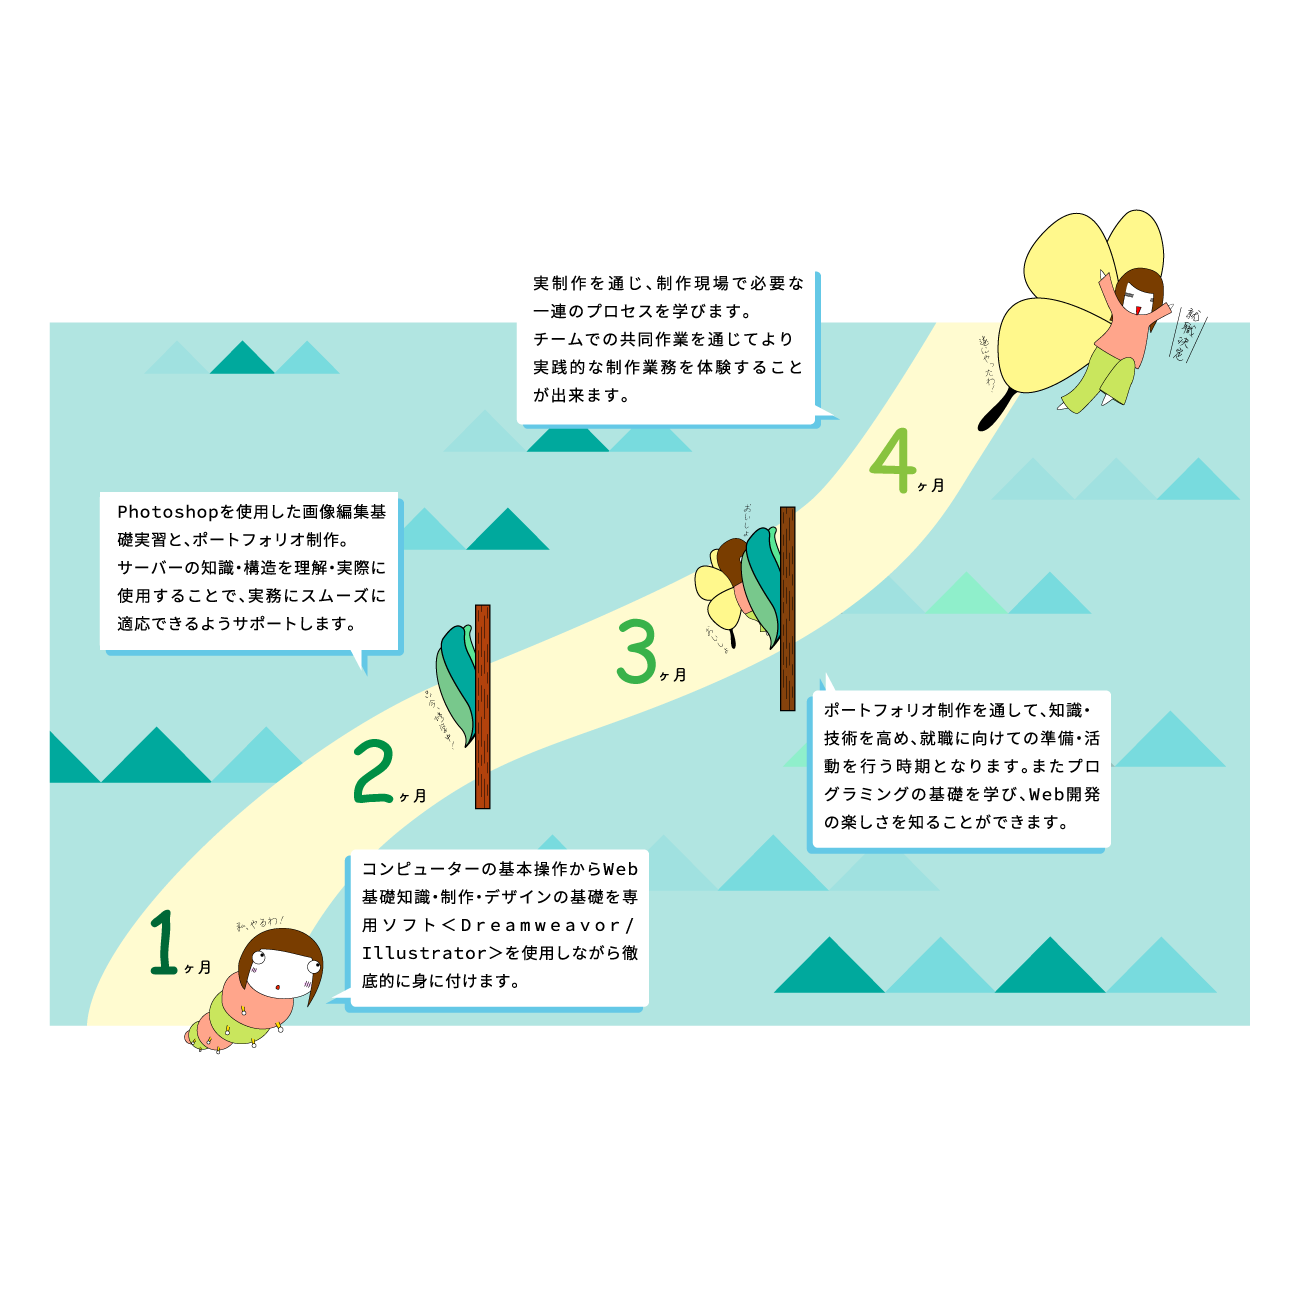 実制作を通じ、制作現場で必要な
一連のプロセスを学びます。
チームでの共同作業を通じてより
実践的な制作業務を体験すること
が出来ます。
就職決定
遂にやったわ!
4ヶ月
Photoshopを使用した画像編集基
礎実習と、ポートフォリオ制作。
サーバーの知識・構造を理解・実際に
使用することで、実務にスムーズに
適応できるようサポートします。
おいしょ
3ヶ月
ポートフォリオ制作を通して、知識・
技術を高め、就職に向けての準備・活
動を行う時期となります。またプロ
グラミングの基礎を学び、Web開発
の楽しさを知ることができます。
2ヶ月
コンピューターの基本操作からWeb
基礎知識・制作・デザインの基礎を専
用ソフト＜Dreamweavor/
Illustrator＞を使用しながら徹
底的に身に付けます。
私、やるわ!
1ヶ月